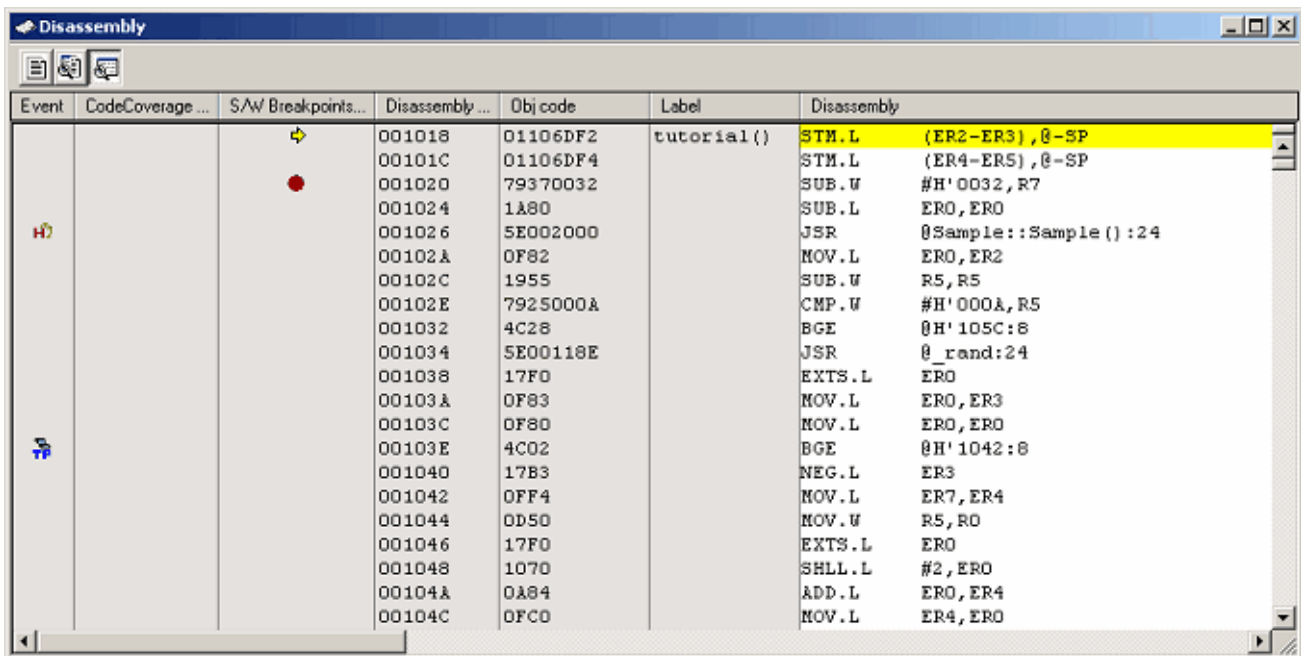 Disassembly
Event CodeCoverage ... S/W Breakpoints... Disassembly ... Obj code Label Disassembly
001018 01106DF2 tutorial() STM.L (ER2-ER3),@-SP
00101C 01106DF4 STM.L (ER4-ER5),@-SP
001020 79370032 SUB.W #H'0032,R7
001024 1A80 SUB.L ER0,ER0
H 001026 5E002000 JSR @Sample::Sample():24
00102A 0F82 MOV.L ER0,ER2
00102C 1955 SUB.W R5,R5
00102E 7925000A CMP.W #H'000A,R5
001032 4C28 BGE @H'105C:8
001034 5E00118E JSR @_rand:24
001038 17F0 EXTS.L ER0
00103A 0F83 MOV.L ER0,ER3
00103C 0F80 MOV.L ER0,ER0
TP 00103E 4C02 BGE @H'1042:8
001040 17B3 NEG.L ER3
001042 0FF4 MOV.L ER7,ER4
001044 0D50 MOV.W R5,R0
001046 17F0 EXTS.L ER0
001048 1070 SHLL.L #2,ER0
00104A 0A84 ADD.L ER0,ER4
00104C 0FC0 MOV.L ER4,ER0